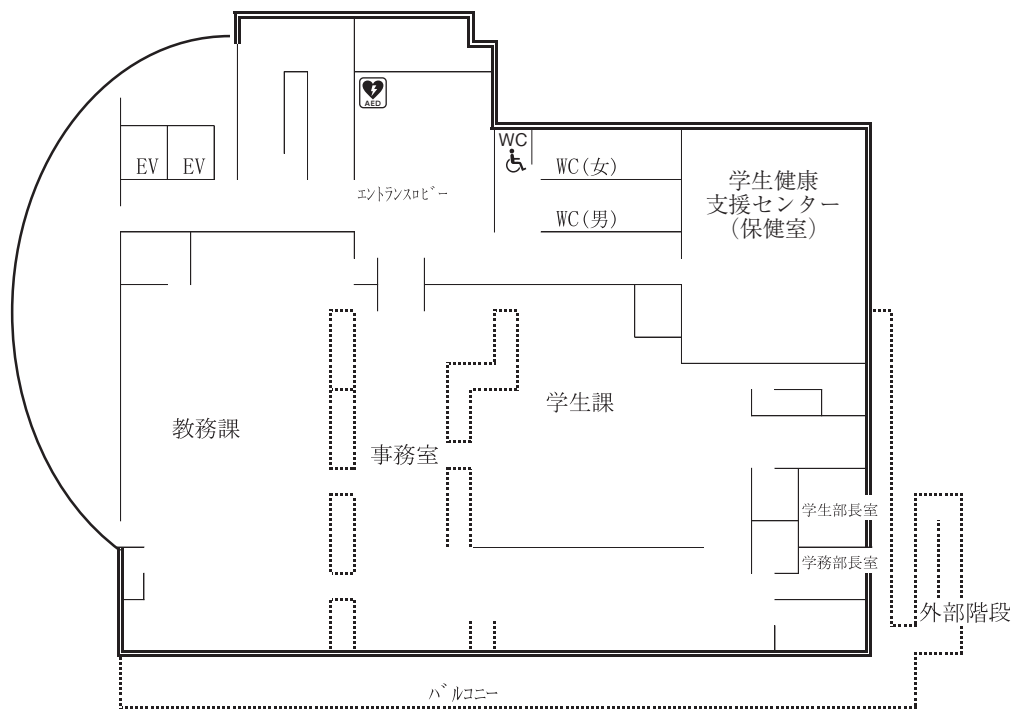 AED
WC
EV
EV
WC(女)
エントランスロビー
WC(男)
学生健康
支援センター
(保健室)
教務課
事務室
学生課
学生部長室
学務部長室
外部階段
バルコニー